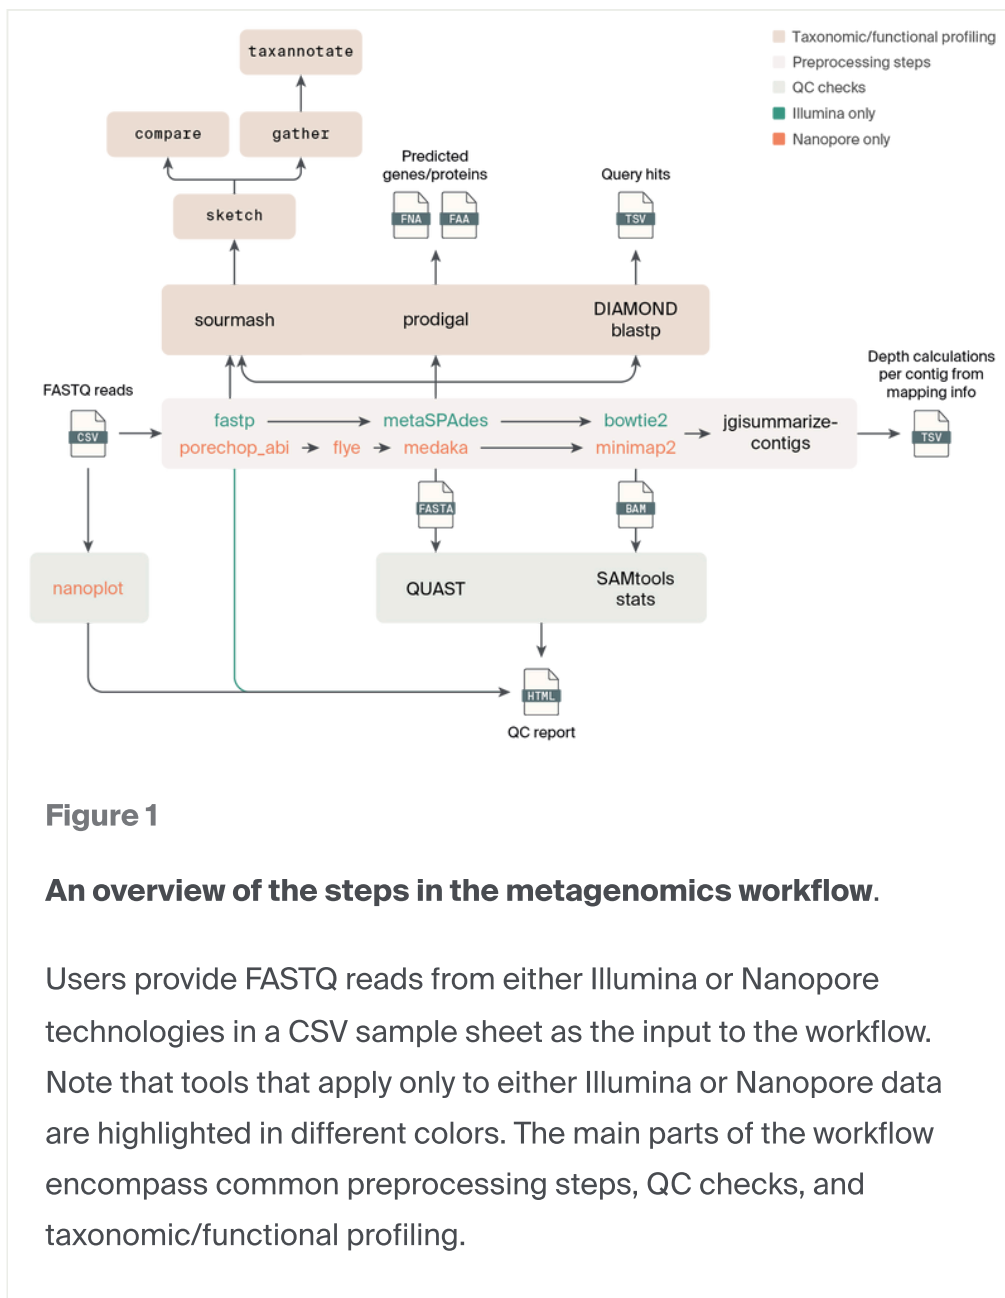 taxannotate
Taxonomic/functional profiling
Preprocessing steps
QC checks
Illumina only
Nanopore only
compare
gather
sketch
Predicted
genes/proteins
FNA
FAA
Query hits
TSV
sourmash
prodigal
DIAMOND
blastp
FASTQ reads
CSV
fastp
metaSPAdes
bowtie2
porechop_abi
flye
medaka
minimap2
jgisummarize-
contigs
Depth calculations
per contig from
mapping info
TSV
FASTA
BAM
nanoplot
QUAST
SAMtools
stats
HTML
QC report
Figure 1
An overview of the steps in the metagenomics workflow.
Users provide FASTQ reads from either Illumina or Nanopore
technologies in a CSV sample sheet as the input to the workflow.
Note that tools that apply only to either Illumina or Nanopore data
are highlighted in different colors. The main parts of the workflow
encompass common preprocessing steps, QC checks, and
taxonomic/functional profiling.